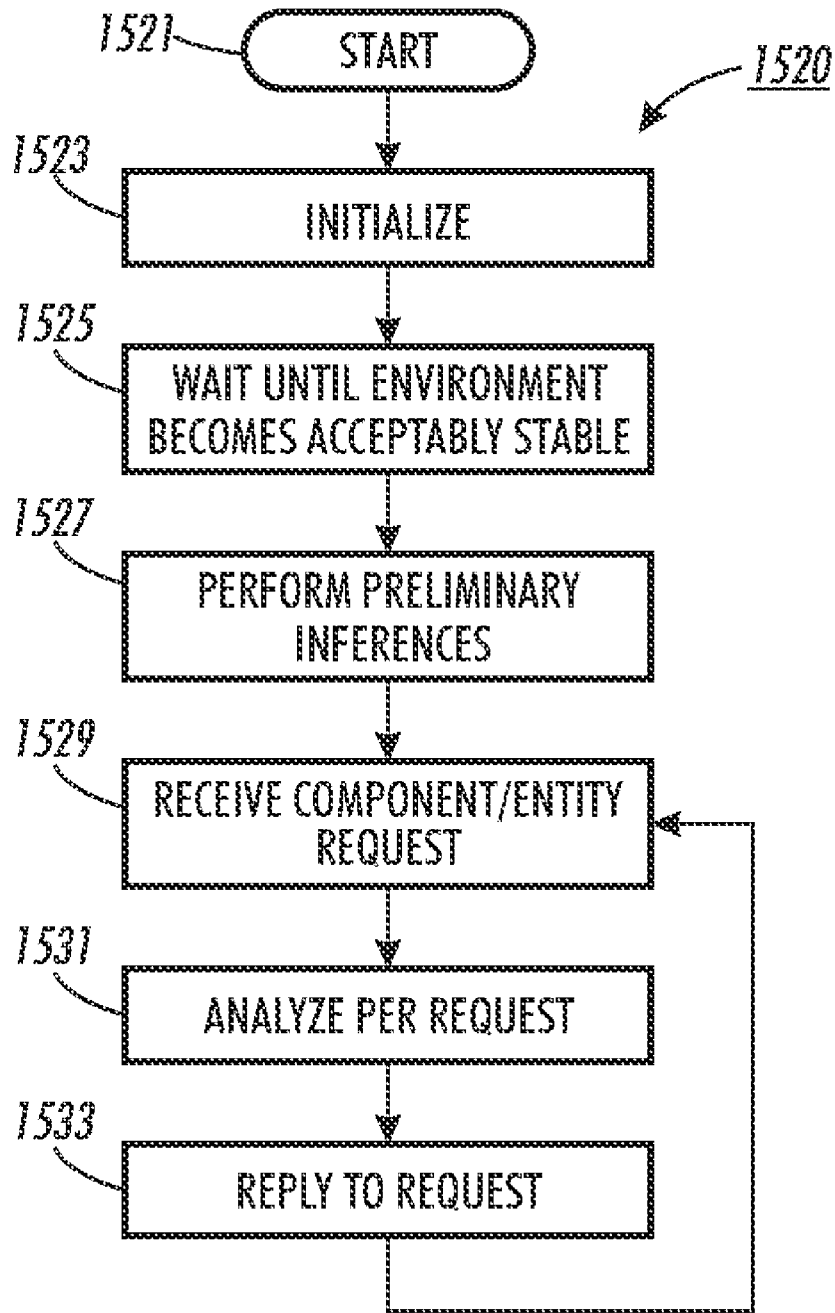 1521
START
1520
1523
INITIALIZE
1525
WAIT UNTIL ENVIRONMENT
BECOMES ACCEPTABLY STABLE
1527
PERFORM PRELIMINARY
INFERENCES
1529
RECEIVE COMPONENT/ENTITY
REQUEST
1531
ANALYZE PER REQUEST
1533
REPLY TO REQUEST